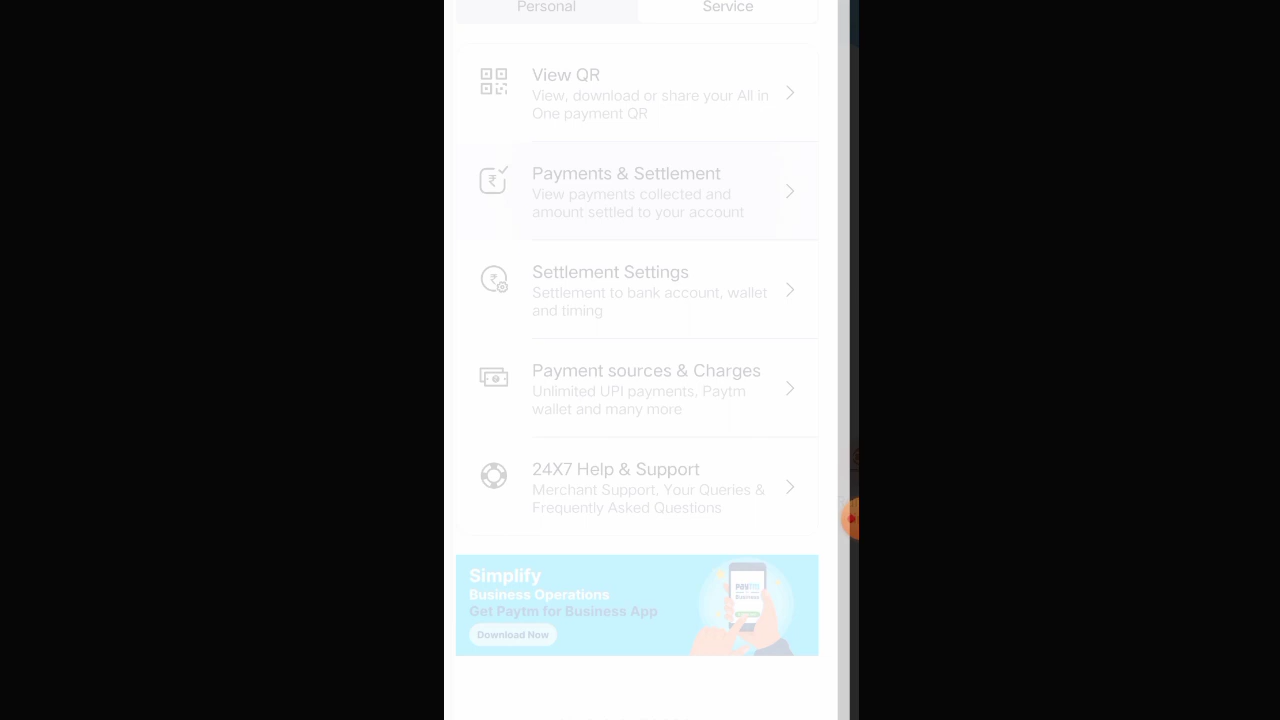 Personal
Service
View QR
View, download or share your All in
One payment QR
Payments & Settlement
View payments collected and
amount settled to your account
Settlement Settings
Settlement to bank account, wallet
and timing
Payment sources & Charges
Unlimited UPI payments, Paytm
wallet and many more
24X7 Help & Support
Merchant Support, Your Queries &
Frequently Asked Questions
Simplify
Business Operations
Get Paytm for Business App
Download Now
Paytm
Business